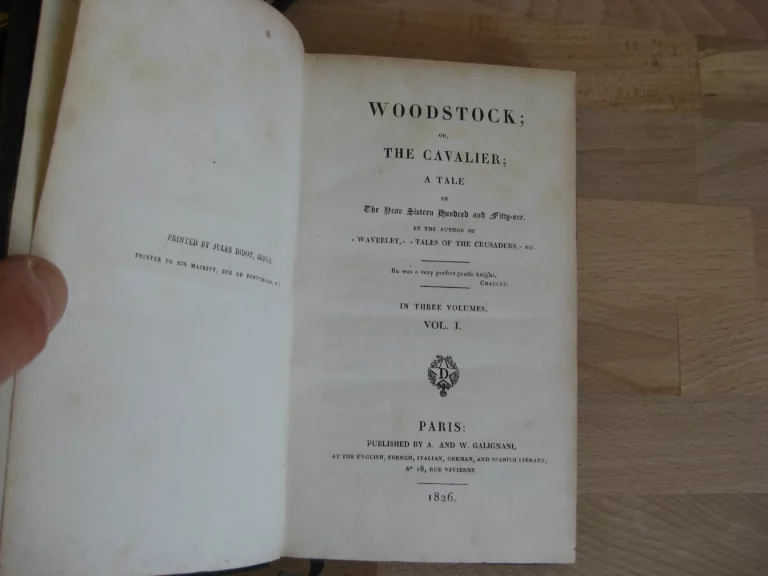 PRINTED BY JULES DIDOT, SENIOR,
PRINTER TO HIS MAJESTY, RUE DU PONT-DE-LODI, Nº 6.
WOODSTOCK;
OR,
THE CAVALIER;
A TALE
OF
The Year Sixteen Hundred and Fifty-one.
BY THE AUTHOR OF
« WAVERLEY,» « TALES OF THE CRUSADERS,» ETC.
He was a very perfect gentle knight.
CHAUCER.
IN THREE VOLUMES.
VOL. I.
D
PARIS:
PUBLISHED BY A. AND W. GALIGNANI,
AT THE ENGLISH, FRENCH, ITALIAN, GERMAN, AND SPANISH LIBRARY,
Nº 18, RUE VIVIENNE
1826.